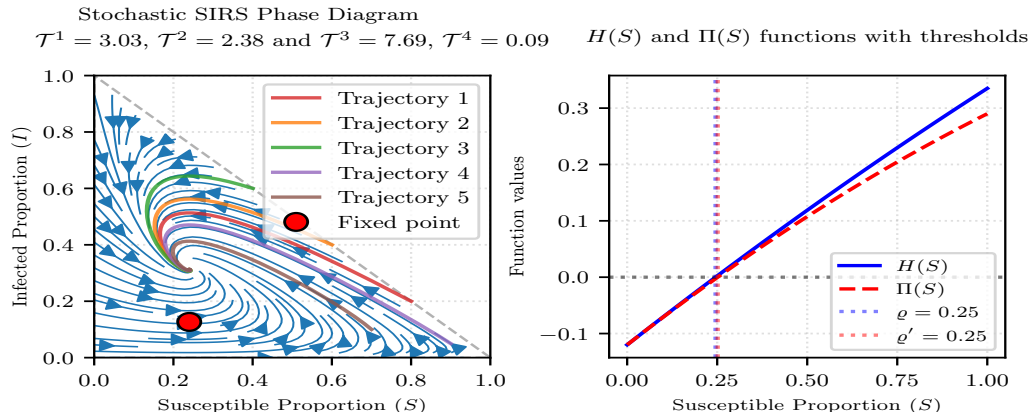 Stochastic SIRS Phase Diagram
𝒯¹ = 3.03, 𝒯² = 2.38 and 𝒯³ = 7.69, 𝒯⁴ = 0.09
Infected Proportion (I)
1.0
0.8
0.6
0.4
0.2
0.0
Trajectory 1
Trajectory 2
Trajectory 3
Trajectory 4
Trajectory 5
Fixed point
0.0 0.2 0.4 0.6 0.8 1.0
Susceptible Proportion (S)
H(S) and Π(S) functions with thresholds
Function values
0.3
0.2
0.1
0.0
−0.1
H(S)
Π(S)
ϱ = 0.25
ϱ′ = 0.25
0.00 0.25 0.50 0.75 1.00
Susceptible Proportion (S)